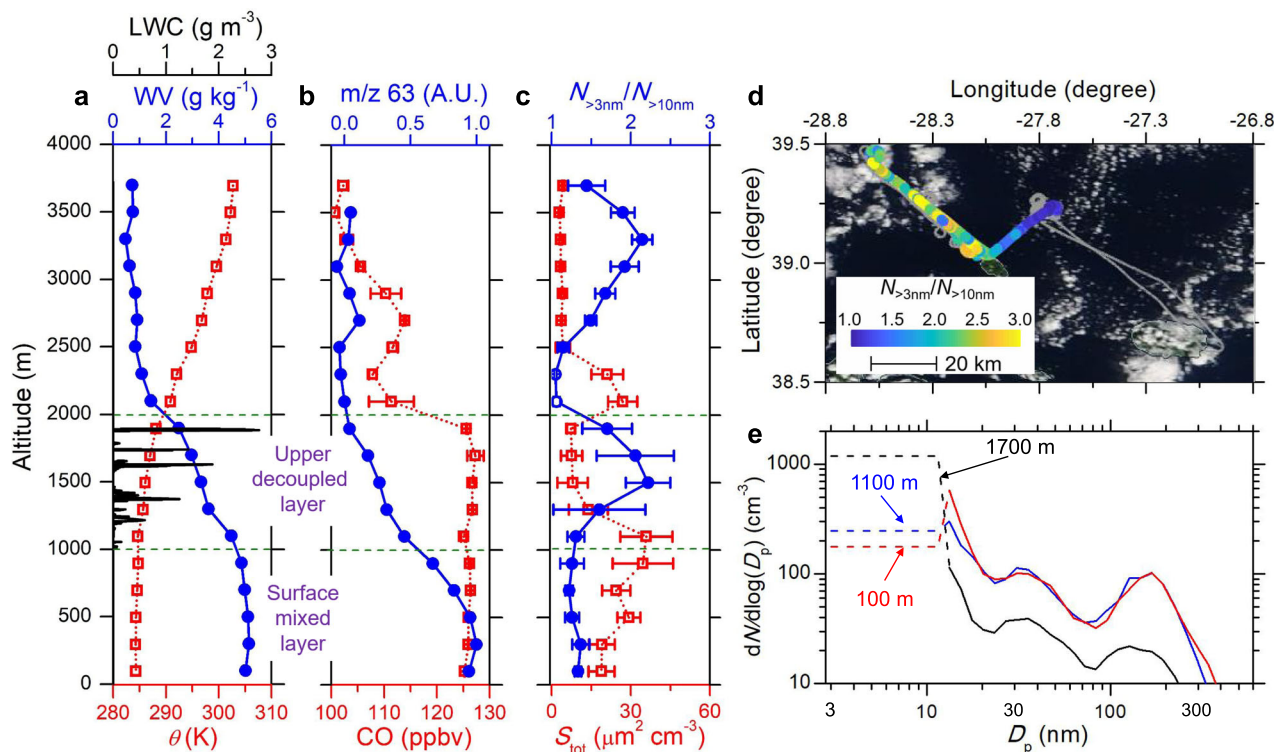 LWC (g m⁻³)
0 1 2 3
a WV (g kg⁻¹)
0 2 4 6
b m/z 63 (A.U.)
0.0 0.5 1.0
c N>3nm/N>10nm
1 2 3
Altitude (m)
4000
3500
3000
2500
2000
1500
1000
500
0
Upper
decoupled
layer
Surface
mixed
layer
280 290 300 310
θ (K)
100 110 120 130
CO (ppbv)
0 30 60
Stot (μm² cm⁻³)
d Longitude (degree)
−28.8 −28.3 −27.8 −27.3 −26.8
Latitude (degree)
39.5
39.0
38.5
N>3nm/N>10nm
1.0 1.5 2.0 2.5 3.0
20 km
e
dN/dlog(Dp) (cm⁻³)
1000
100
10
1700 m
1100 m
100 m
3 10 30 100 300
Dp (nm)